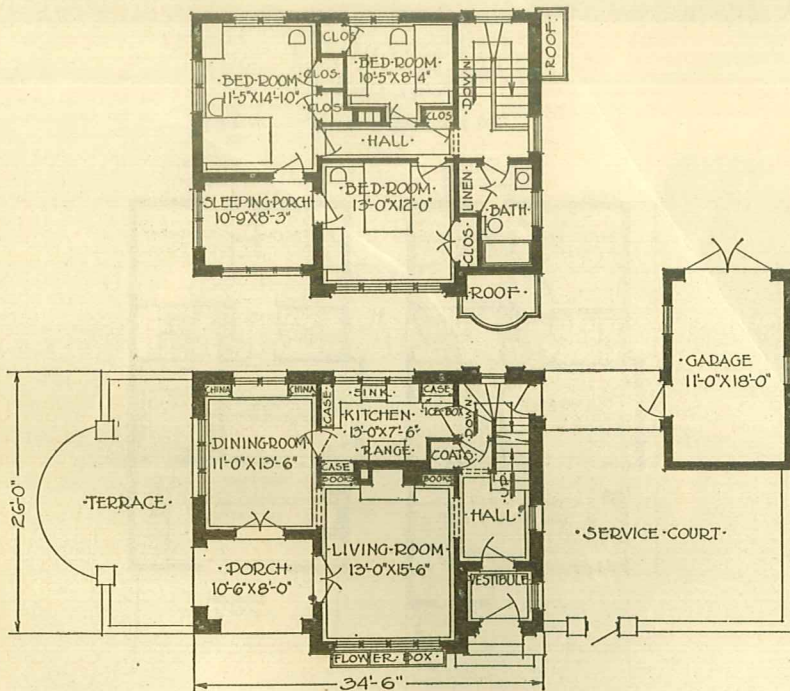 CLOS
·BED-ROOM·
11'-5"X14'-10"
CLOS
CLOS
·BED-ROOM·
10'-5"X8'-4"
CLOS
DOWN
·ROOF·
·HALL·
·SLEEPING-PORCH·
10'-9"X8'-3"
·BED-ROOM·
13'-0"X12'-0"
LINEN
·BATH·
·CLOS·
·ROOF·
·GARAGE·
11'-0"X18'-0"
CHINA
CHINA
CASE
·SINK·
CASE
·KITCHEN·
13'-0"X7'-6"
ICE-BOX
DOWN
·DINING-ROOM·
11'-0"X13'-6"
·RANGE·
COATS
CASE
BOOKS
BOOKS
UP
·HALL·
·TERRACE·
26'-0"
·SERVICE-COURT·
·PORCH·
10'-6"X8'-0"
·LIVING-ROOM·
13'-0"X15'-6"
VESTIBULE
·FLOWER-BOX·
34'-6"